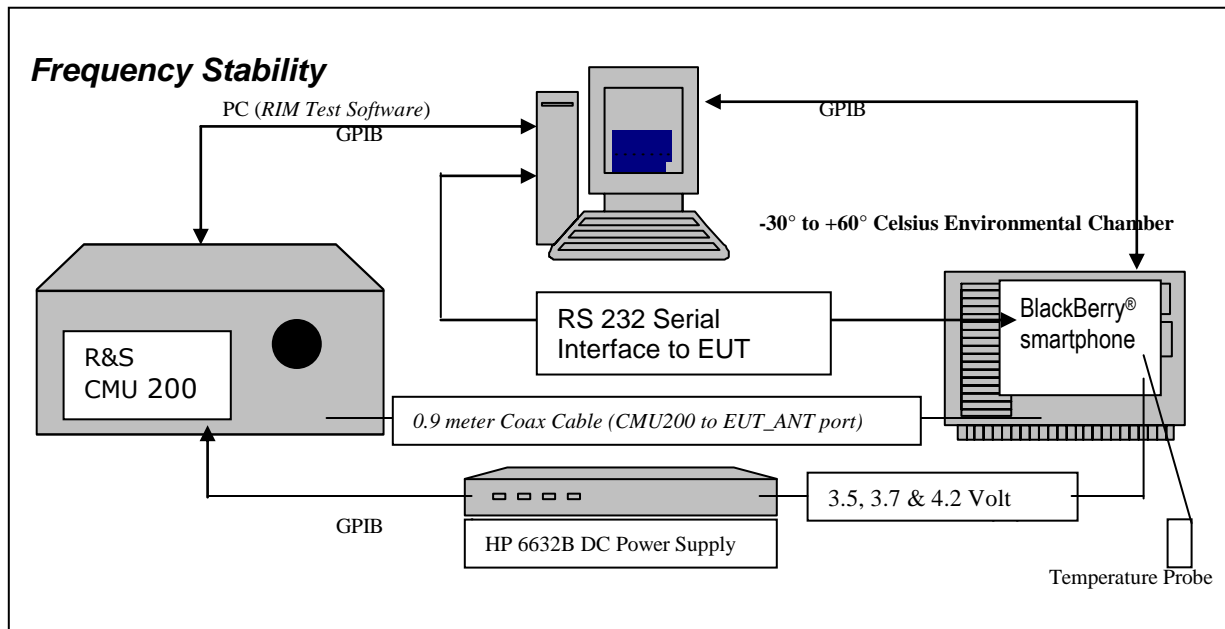 Frequency Stability
PC (RIM Test Software)
GPIB
GPIB
-30° to +60° Celsius Environmental Chamber
RS 232 Serial
Interface to EUT
BlackBerry®
smartphone
R&S
CMU 200
0.9 meter Coax Cable (CMU200 to EUT_ANT port)
3.5, 3.7 & 4.2 Volt
GPIB
HP 6632B DC Power Supply
Temperature Probe